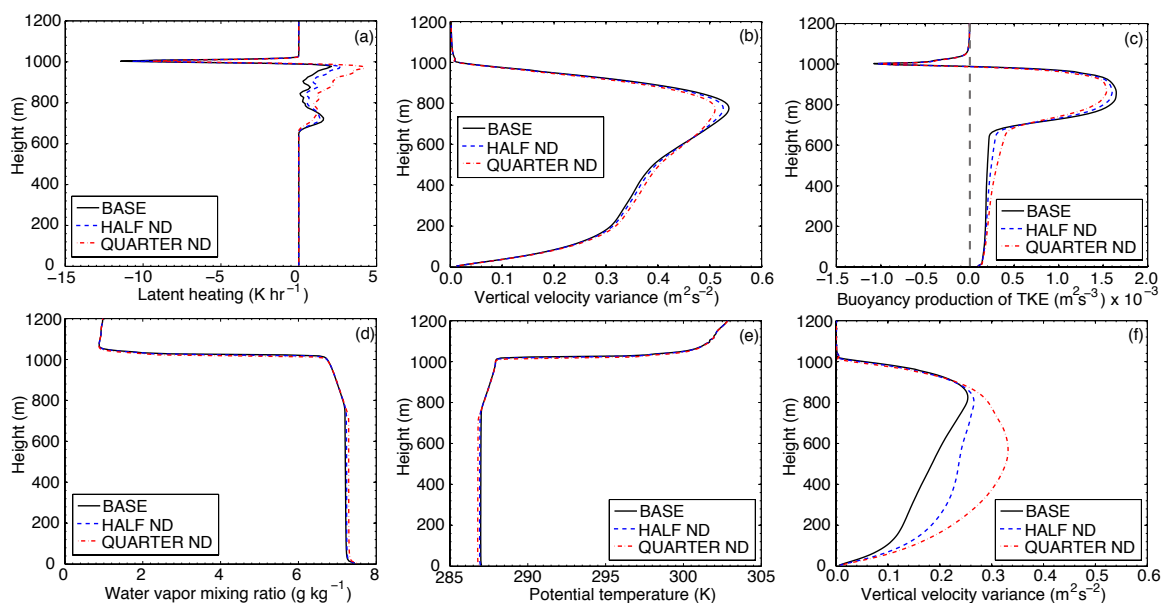 1200
1000
800
600
400
200
0
Height (m)
(a)
BASE
HALF ND
QUARTER ND
−15
−10
−5
0
5
Latent heating (K hr⁻¹)
1200
1000
800
600
400
200
0
Height (m)
(b)
BASE
HALF ND
QUARTER ND
0.0
0.1
0.2
0.3
0.4
0.5
0.6
Vertical velocity variance (m²s⁻²)
1200
1000
800
600
400
200
0
Height (m)
(c)
BASE
HALF ND
QUARTER ND
−1.5
−1.0
−0.5
0.0
0.5
1.0
1.5
2.0
Buoyancy production of TKE (m²s⁻³) x 10⁻³
1200
1000
800
600
400
200
0
Height (m)
(d)
BASE
HALF ND
QUARTER ND
0
2
4
6
8
Water vapor mixing ratio (g kg⁻¹)
1200
1000
800
600
400
200
0
Height (m)
(e)
BASE
HALF ND
QUARTER ND
285
290
295
300
305
Potential temperature (K)
1200
1000
800
600
400
200
0
Height (m)
(f)
BASE
HALF ND
QUARTER ND
0.0
0.1
0.2
0.3
0.4
0.5
0.6
Vertical velocity variance (m²s⁻²)